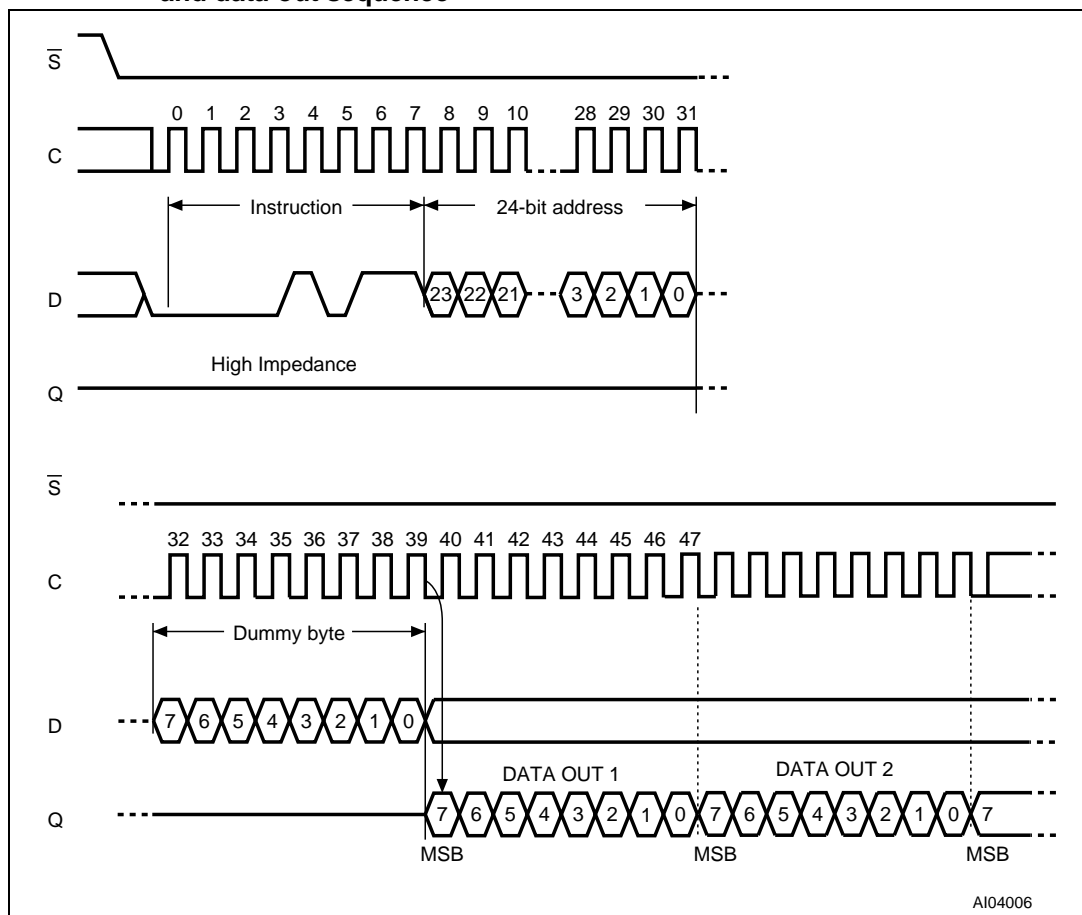 and data-out sequence
S
0 1 2 3 4 5 6 7 8 9 10 28 29 30 31
C
Instruction 24-bit address
D 23 22 21 3 2 1 0
High Impedance
Q
S
32 33 34 35 36 37 38 39 40 41 42 43 44 45 46 47
C
Dummy byte
D 7 6 5 4 3 2 1 0
DATA OUT 1 DATA OUT 2
Q 7 6 5 4 3 2 1 0 7 6 5 4 3 2 1 0 7
MSB MSB MSB
AI04006